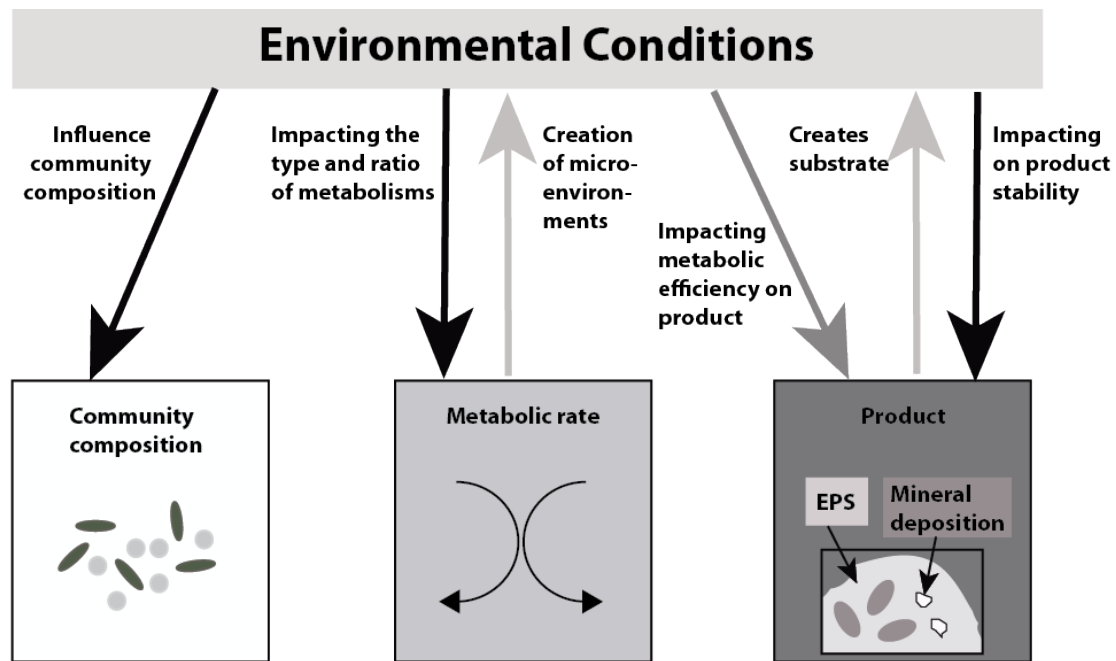 Environmental Conditions
Influence
community
composition
Impacting the
type and ratio
of metabolisms
Creation
of micro-
environ-
ments
Impacting
metabolic
efficiency on
product
Creates
substrate
Impacting
on product
stability
Community
composition
Metabolic rate
Product
EPS
Mineral
deposition